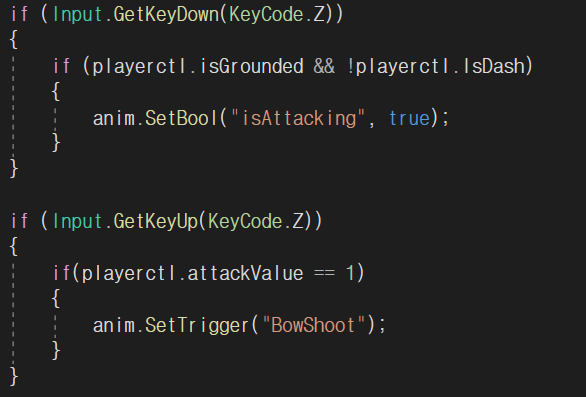 if (Input.GetKeyDown(KeyCode.Z))
{
if (playerctl.isGrounded && !playerctl.IsDash)
{
anim.SetBool("isAttacking", true);
}
}
if (Input.GetKeyUp(KeyCode.Z))
{
if(playerctl.attackValue == 1)
{
anim.SetTrigger("BowShoot");
}
}